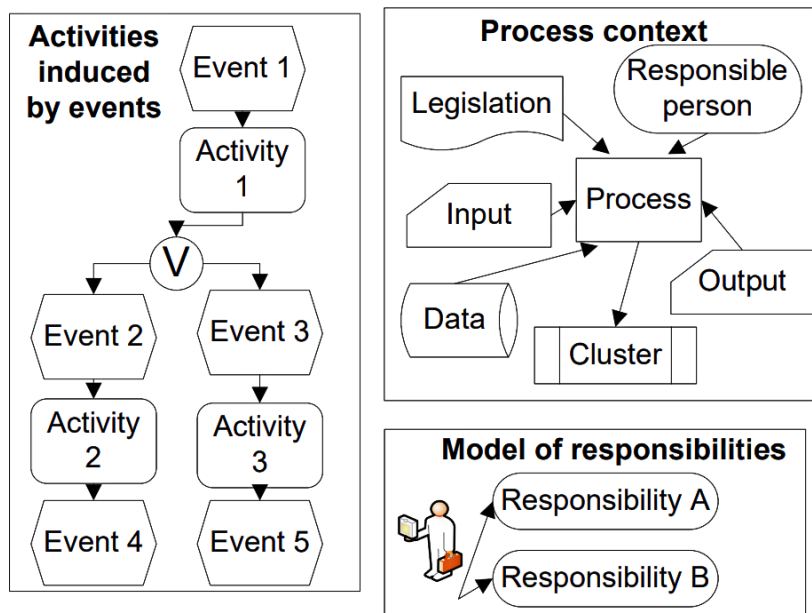 Activities
induced
by events
Event 1
Activity
1
V
Event 2
Event 3
Activity
2
Activity
3
Event 4
Event 5
Process context
Legislation
Responsible
person
Input
Process
Data
Output
Cluster
Model of responsibilities
Responsibility A
Responsibility B